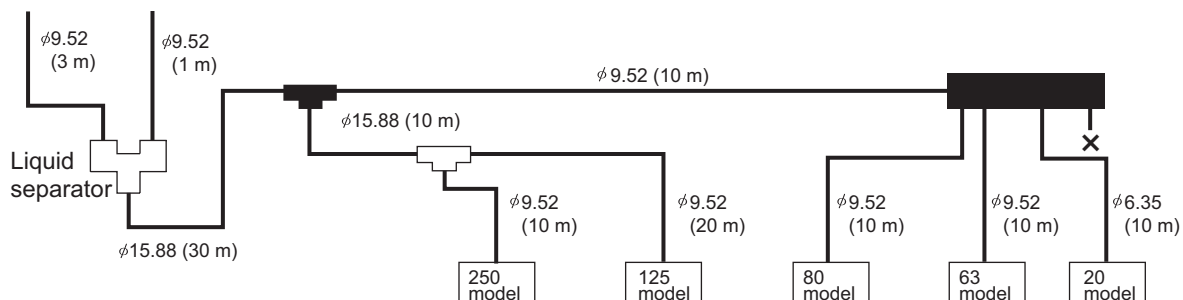 φ9.52
(3 m)
φ9.52
(1 m)
φ9.52 (10 m)
φ15.88 (10 m)
Liquid
separator
φ15.88 (30 m)
φ9.52
(10 m)
φ9.52
(20 m)
φ9.52
(10 m)
φ9.52
(10 m)
φ6.35
(10 m)
250
model
125
model
80
model
63
model
20
model